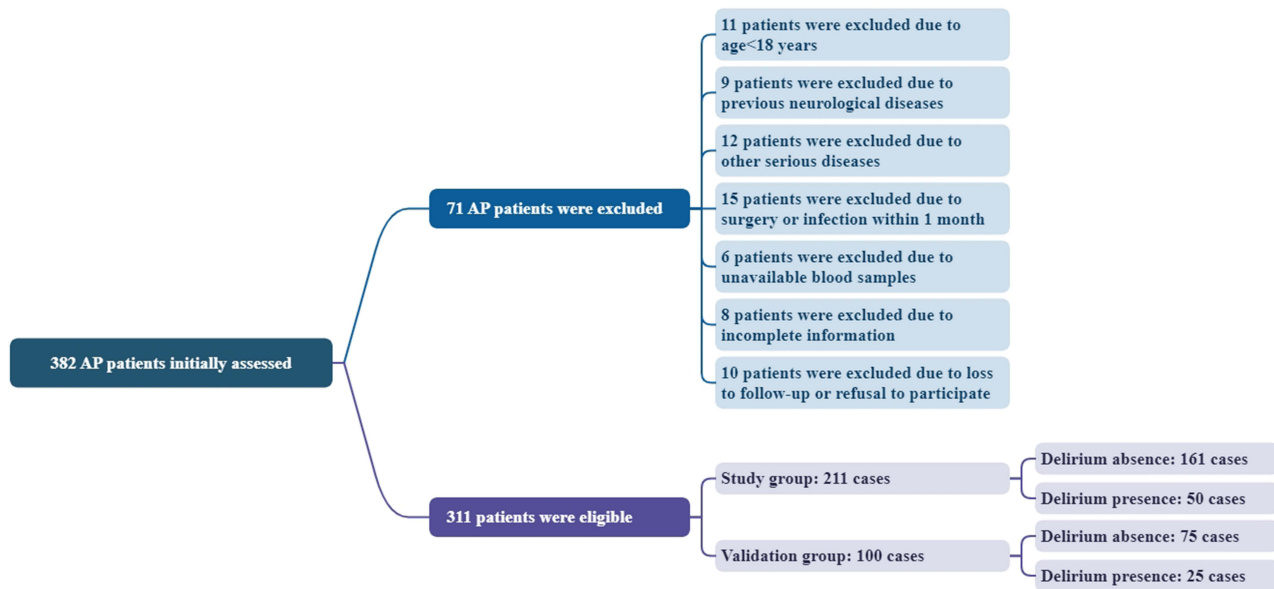 11 patients were excluded due to
age<18 years
9 patients were excluded due to
previous neurological diseases
12 patients were excluded due to
other serious diseases
71 AP patients were excluded
15 patients were excluded due to
surgery or infection within 1 month
6 patients were excluded due to
unavailable blood samples
8 patients were excluded due to
incomplete information
382 AP patients initially assessed
10 patients were excluded due to loss
to follow-up or refusal to participate
311 patients were eligible
Study group: 211 cases
Delirium absence: 161 cases
Delirium presence: 50 cases
Validation group: 100 cases
Delirium absence: 75 cases
Delirium presence: 25 cases